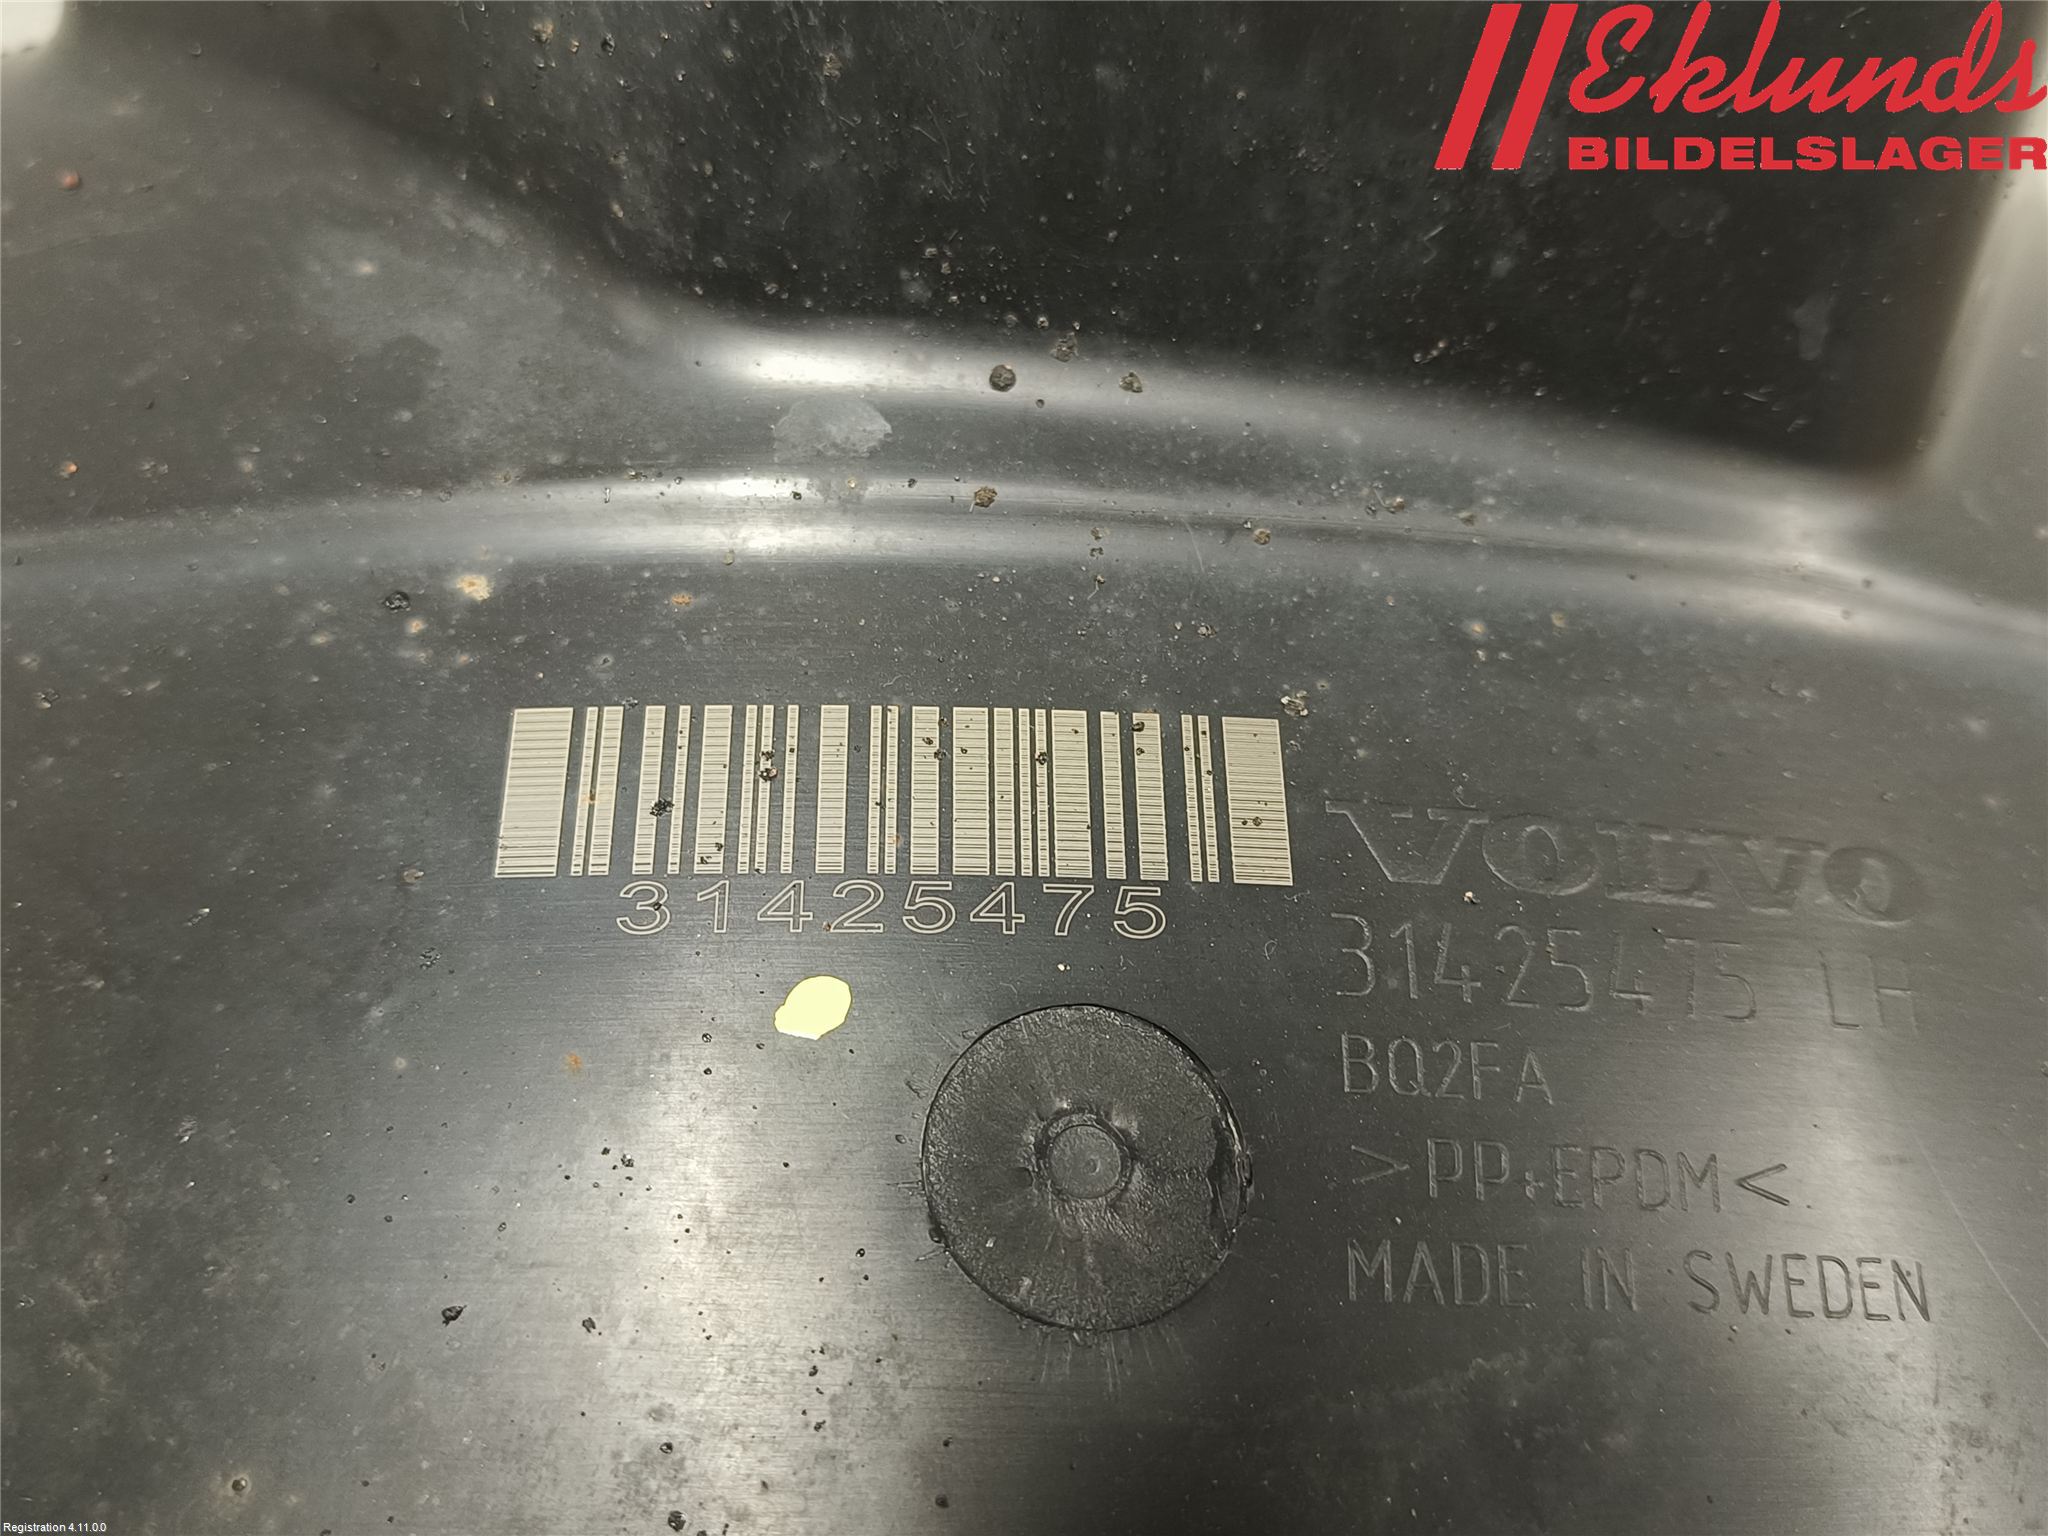 Eklunds
BILDELSLAGER
31425475
VOLVO
31425475 LH
BQ2FA
>PP+EPDM<
MADE IN SWEDEN
Registration 4.11.0.0